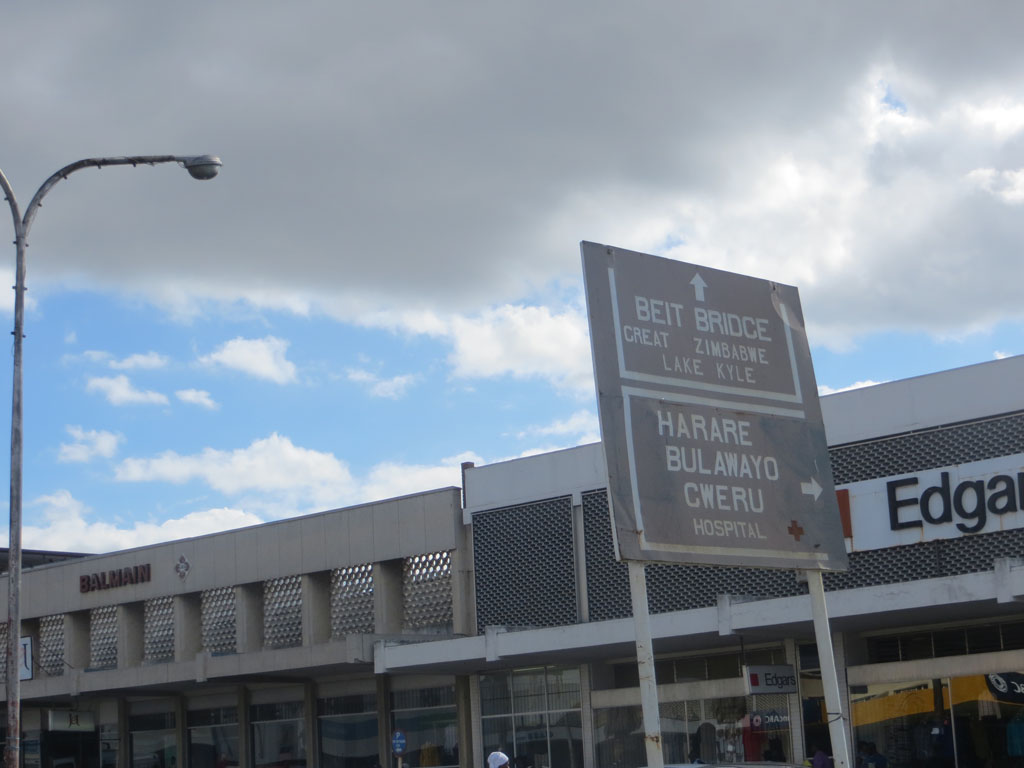 BEIT BRIDGE
GREAT ZIMBABWE
LAKE KYLE
HARARE
BULAWAYO
GWERU
HOSPITAL
BALMAIN
Edgar
Edgars